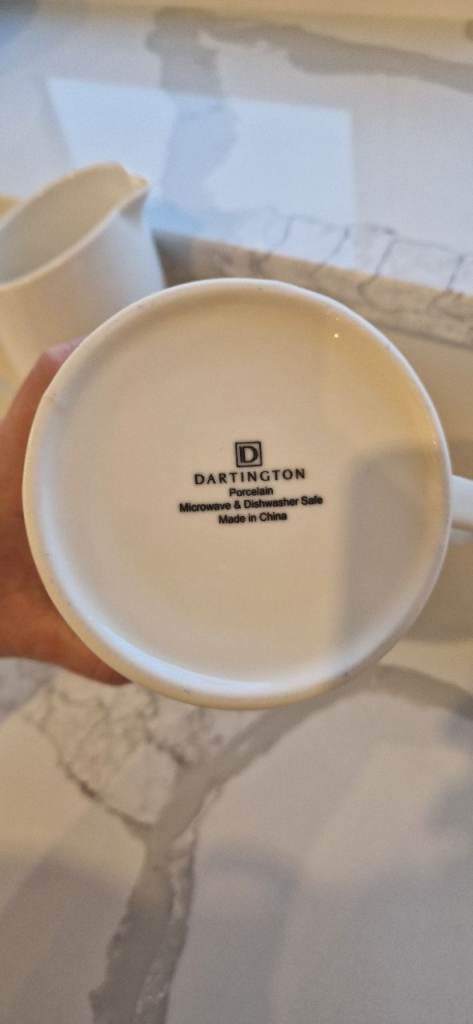 D
DARTINGTON
Porcelain
Microwave & Dishwasher Safe
Made in China